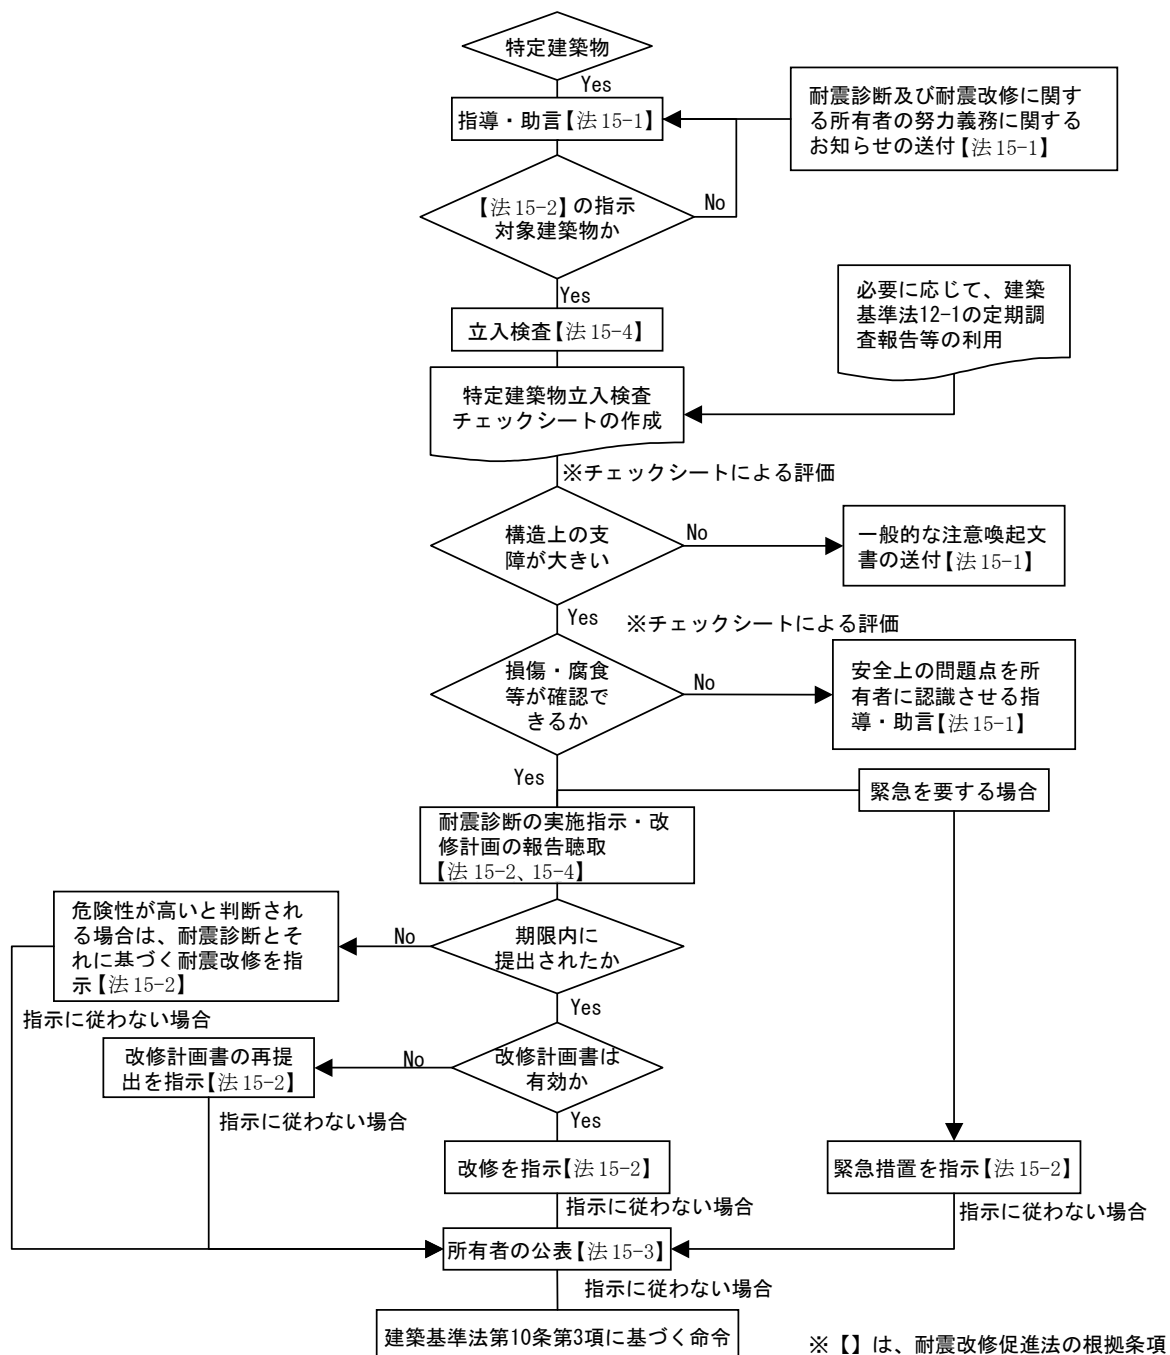 特定建築物
Yes
指導・助言【法15-1】
耐震診断及び耐震改修に関す
る所有者の努力義務に関する
お知らせの送付【法15-1】
【法15-2】の指示
対象建築物か
No
Yes
立入検査【法15-4】
必要に応じて、建築
基準法12-1の定期調
査報告等の利用
特定建築物立入検査
チェックシートの作成
※チェックシートによる評価
構造上の支
障が大きい
No
一般的な注意喚起文
書の送付【法15-1】
Yes
※チェックシートによる評価
損傷・腐食
等が確認で
きるか
No
安全上の問題点を所
有者に認識させる指
導・助言【法15-1】
Yes
緊急を要する場合
耐震診断の実施指示・改
修計画の報告聴取
【法15-2、15-4】
危険性が高いと判断され
る場合は、耐震診断とそ
れに基づく耐震改修を指
示【法15-2】
No
期限内に
提出されたか
指示に従わない場合
Yes
改修計画書の再提
出を指示【法15-2】
No
改修計画書は
有効か
指示に従わない場合
Yes
改修を指示【法15-2】
緊急措置を指示【法15-2】
指示に従わない場合
指示に従わない場合
所有者の公表【法15-3】
指示に従わない場合
建築基準法第10条第3項に基づく命令
※【】は、耐震改修促進法の根拠条項